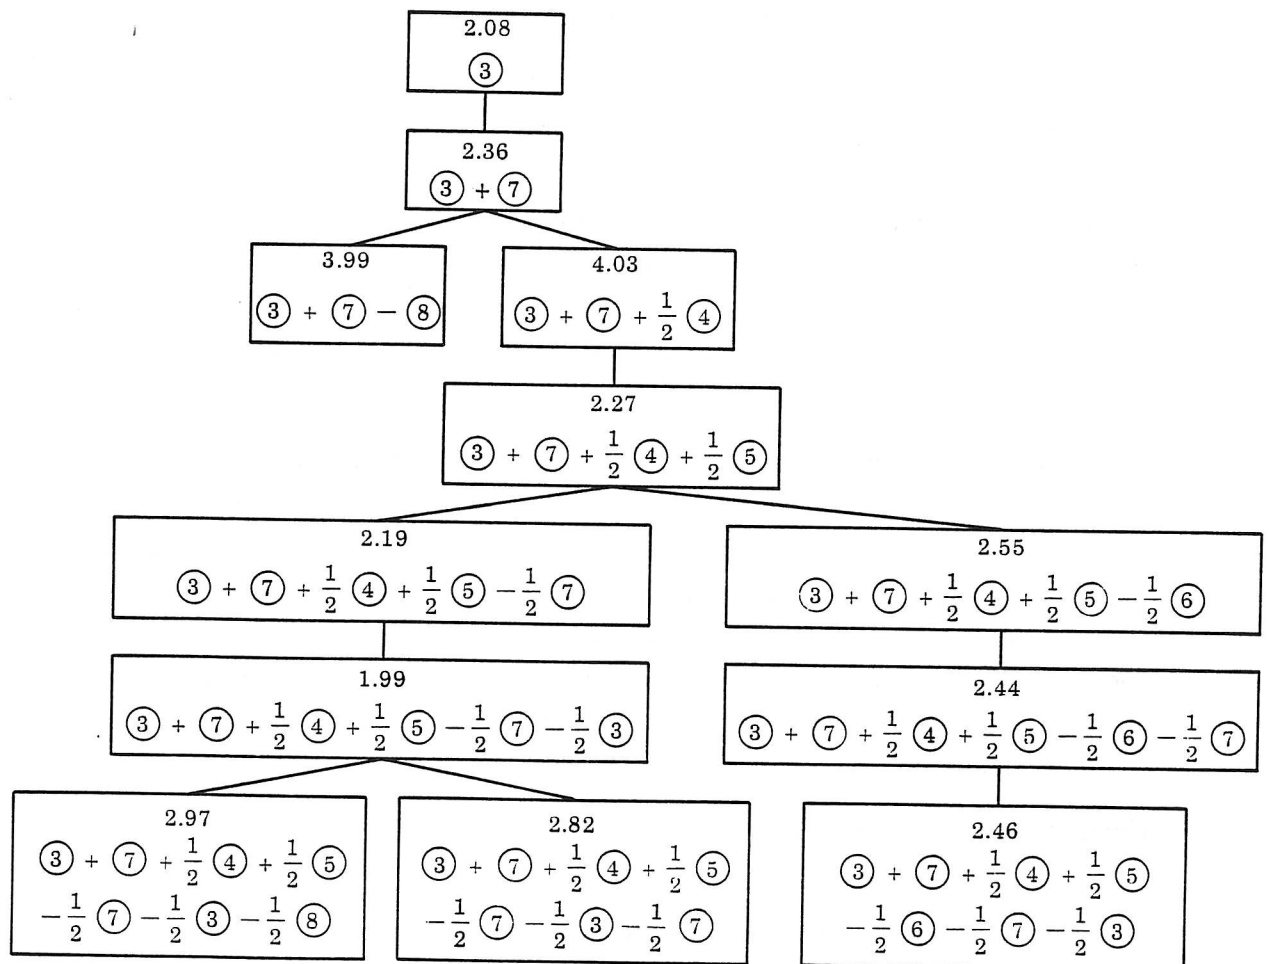 2.08
③
2.36
③ + ⑦
3.99
③ + ⑦ − ⑧
4.03
③ + ⑦ + 1/2 ④
2.27
③ + ⑦ + 1/2 ④ + 1/2 ⑤
2.19
③ + ⑦ + 1/2 ④ + 1/2 ⑤ − 1/2 ⑦
2.55
③ + ⑦ + 1/2 ④ + 1/2 ⑤ − 1/2 ⑥
1.99
③ + ⑦ + 1/2 ④ + 1/2 ⑤ − 1/2 ⑦ − 1/2 ③
2.44
③ + ⑦ + 1/2 ④ + 1/2 ⑤ − 1/2 ⑥ − 1/2 ⑦
2.97
③ + ⑦ + 1/2 ④ + 1/2 ⑤
− 1/2 ⑦ − 1/2 ③ − 1/2 ⑧
2.82
③ + ⑦ + 1/2 ④ + 1/2 ⑤
− 1/2 ⑦ − 1/2 ③ − 1/2 ⑦
2.46
③ + ⑦ + 1/2 ④ + 1/2 ⑤
− 1/2 ⑥ − 1/2 ⑦ − 1/2 ③